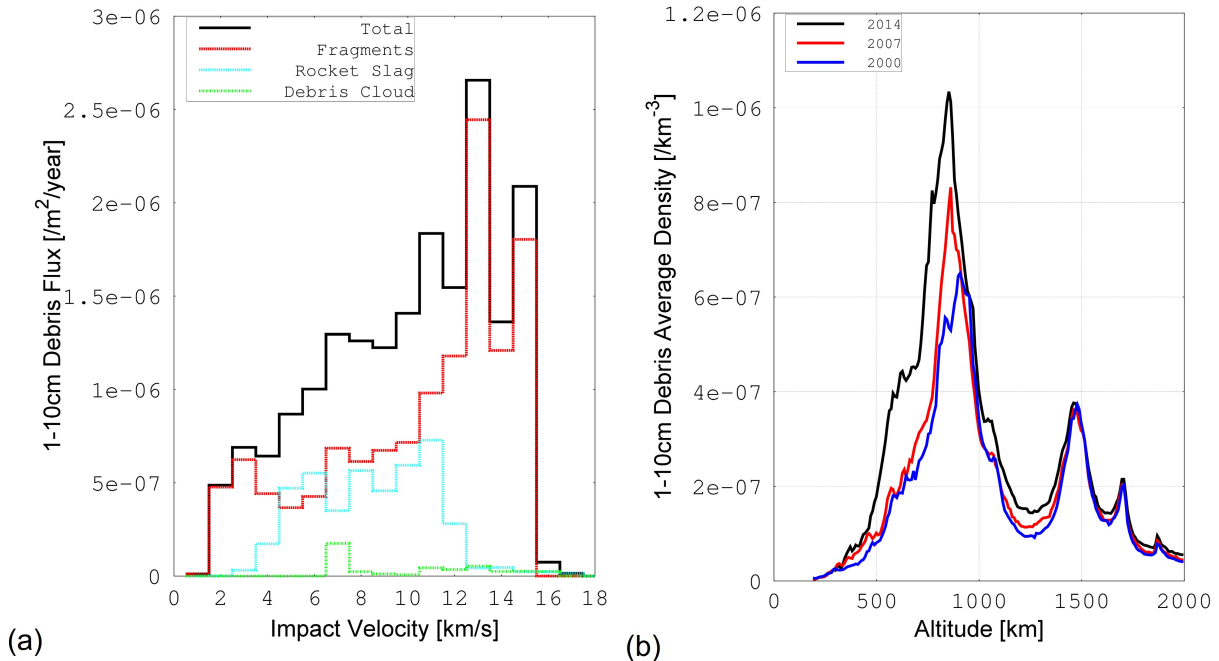 3e-06
2.5e-06
2e-06
1.5e-06
1e-06
5e-07
0
1-10cm Debris Flux [/m²/year]
Total
Fragments
Rocket Slag
Debris Cloud
0 2 4 6 8 10 12 14 16 18
Impact Velocity [km/s]
(a)
1.2e-06
1e-06
8e-07
6e-07
4e-07
2e-07
0
1-10cm Debris Average Density [/km⁻³]
2014
2007
2000
0 500 1000 1500 2000
Altitude [km]
(b)